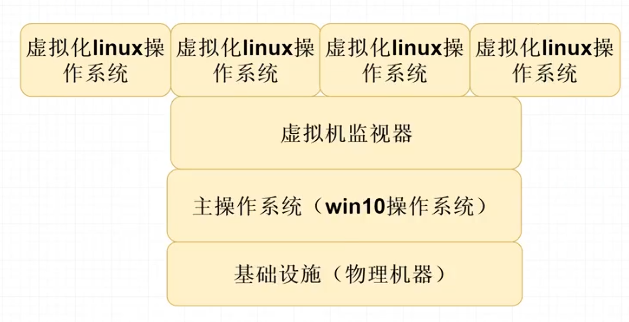 虚拟化linux操 虚拟化linux操 虚拟化linux操 虚拟化linux操
作系统 作系统 作系统 作系统
虚拟机监视器
主操作系统（win10操作系统）
基础设施（物理机器）